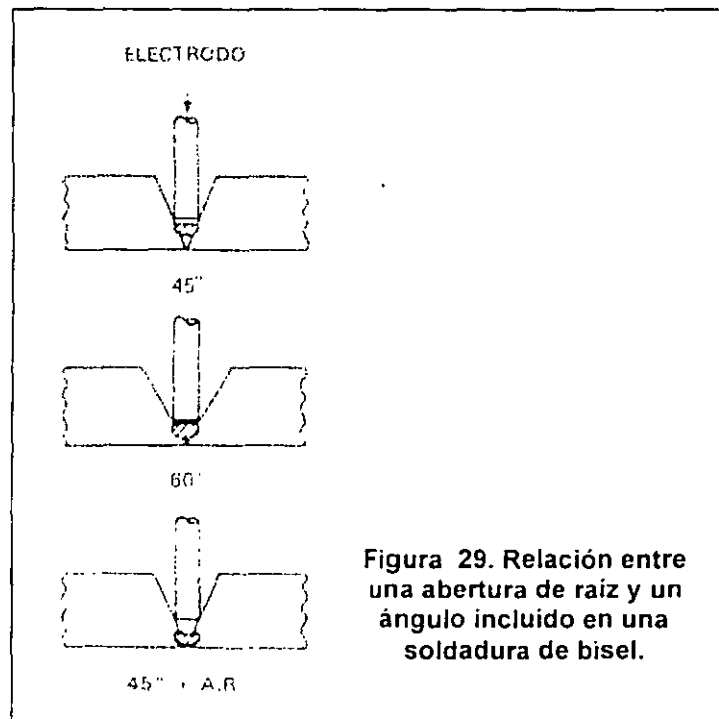 ELECTRODO
45°
60°
45° + A.R
Figura 29. Relación entre
una abertura de raíz y un
ángulo incluido en una
soldadura de bisel.